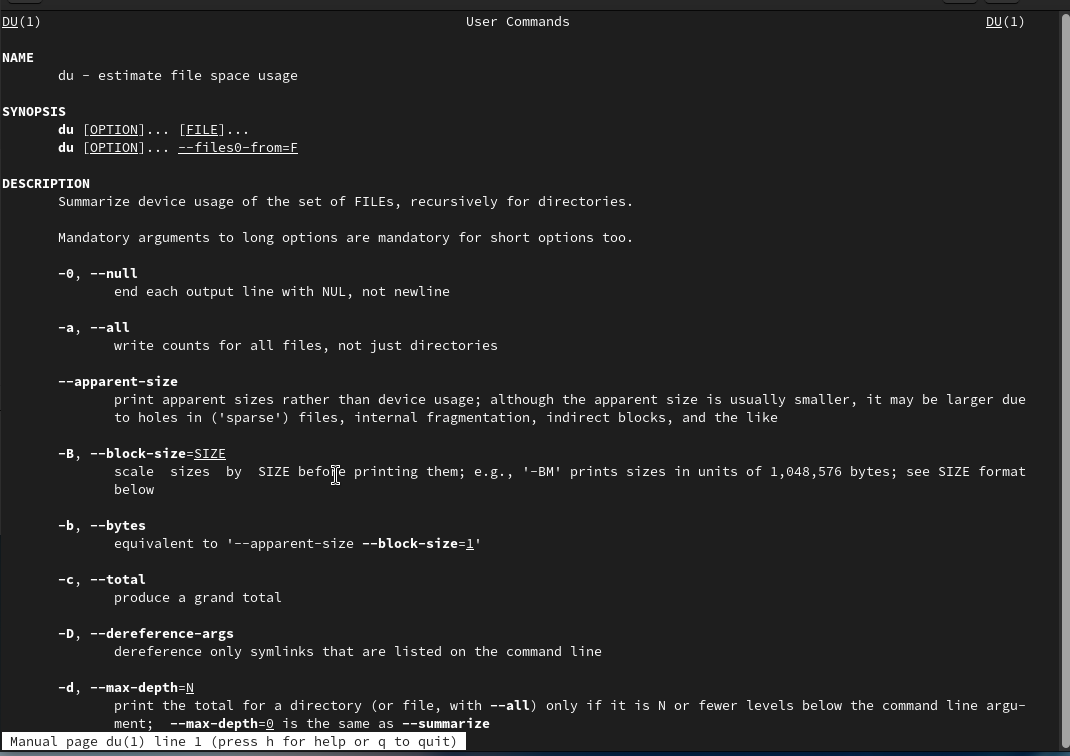 DU(1) User Commands DU(1)
NAME
du - estimate file space usage
SYNOPSIS
du [OPTION]... [FILE]...
du [OPTION]... --files0-from=F
DESCRIPTION
Summarize device usage of the set of FILEs, recursively for directories.
Mandatory arguments to long options are mandatory for short options too.
-0, --null
end each output line with NUL, not newline
-a, --all
write counts for all files, not just directories
--apparent-size
print apparent sizes rather than device usage; although the apparent size is usually smaller, it may be larger due
to holes in ('sparse') files, internal fragmentation, indirect blocks, and the like
-B, --block-size=SIZE
scale sizes by SIZE before printing them; e.g., '-BM' prints sizes in units of 1,048,576 bytes; see SIZE format
below
-b, --bytes
equivalent to '--apparent-size --block-size=1'
-c, --total
produce a grand total
-D, --dereference-args
dereference only symlinks that are listed on the command line
-d, --max-depth=N
print the total for a directory (or file, with --all) only if it is N or fewer levels below the command line argu-
ment; --max-depth=0 is the same as --summarize
Manual page du(1) line 1 (press h for help or q to quit)